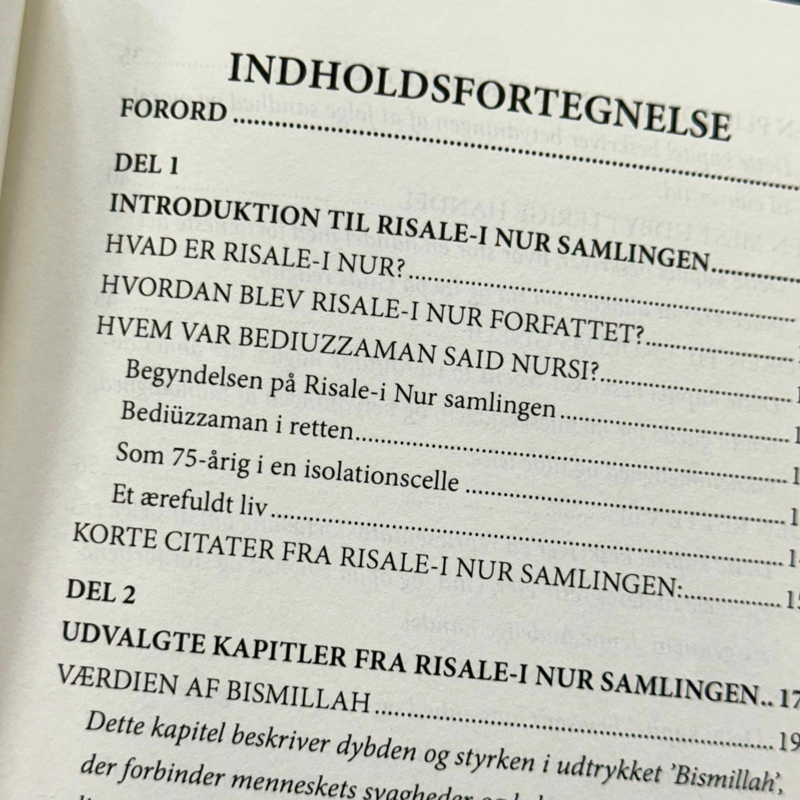 INDHOLDSFORTEGNELSE
FORORD ..........................................................
DEL 1
INTRODUKTION TIL RISALE-I NUR SAMLINGEN...........
HVAD ER RISALE-I NUR?.............................................
HVORDAN BLEV RISALE-I NUR FORFATTET?.................
HVEM VAR BEDIUZZAMAN SAID NURSI?......................
Begyndelsen på Risale-i Nur samlingen ............................
Bediüzzaman i retten.....................................................
Som 75-årig i en isolationscelle ......................................
Et ærefuldt liv ..............................................................
KORTE CITATER FRA RISALE-I NUR SAMLINGEN:.............. 15
DEL 2
UDVALGTE KAPITLER FRA RISALE-I NUR SAMLINGEN.. 17
VÆRDIEN AF BISMILLAH .............................................. 19
Dette kapitel beskriver dybden og styrken i udtrykket 'Bismillah',
der forbinder menneskets svagheder og